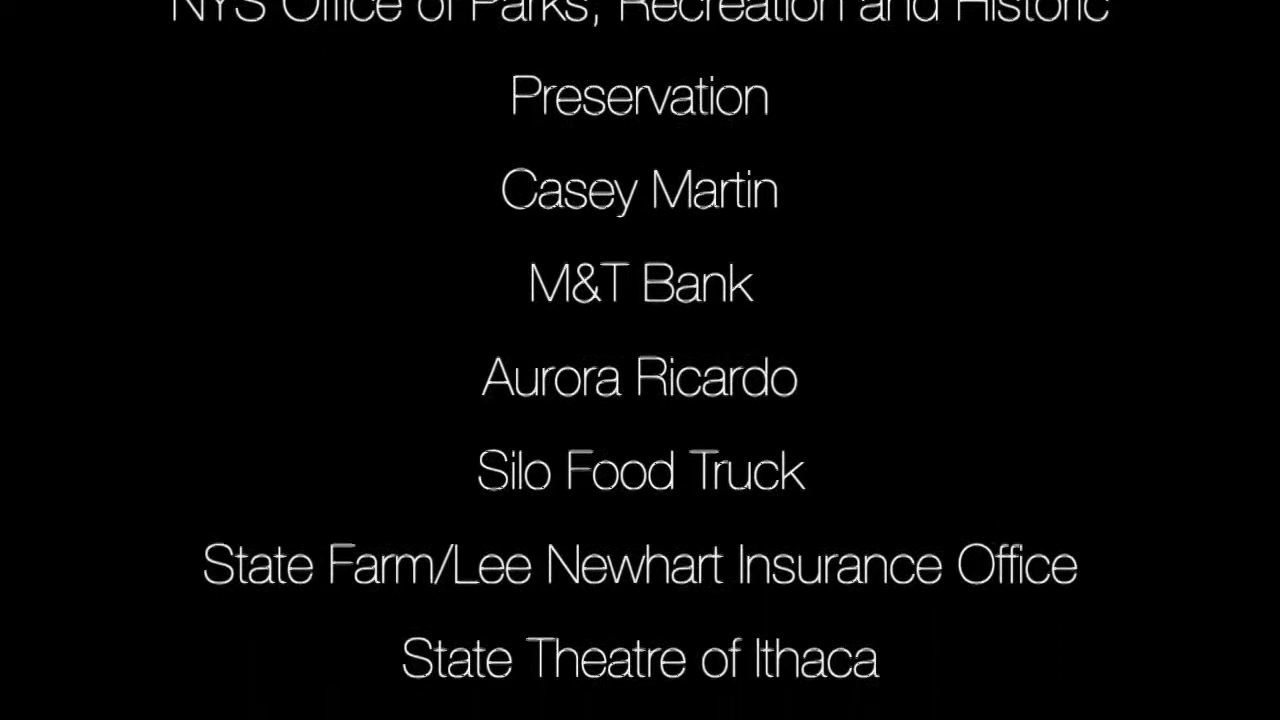 NYS Office of Parks, Recreation and Historic
Preservation
Casey Martin
M&T Bank
Aurora Ricardo
Silo Food Truck
State Farm/Lee Newhart Insurance Office
State Theatre of Ithaca